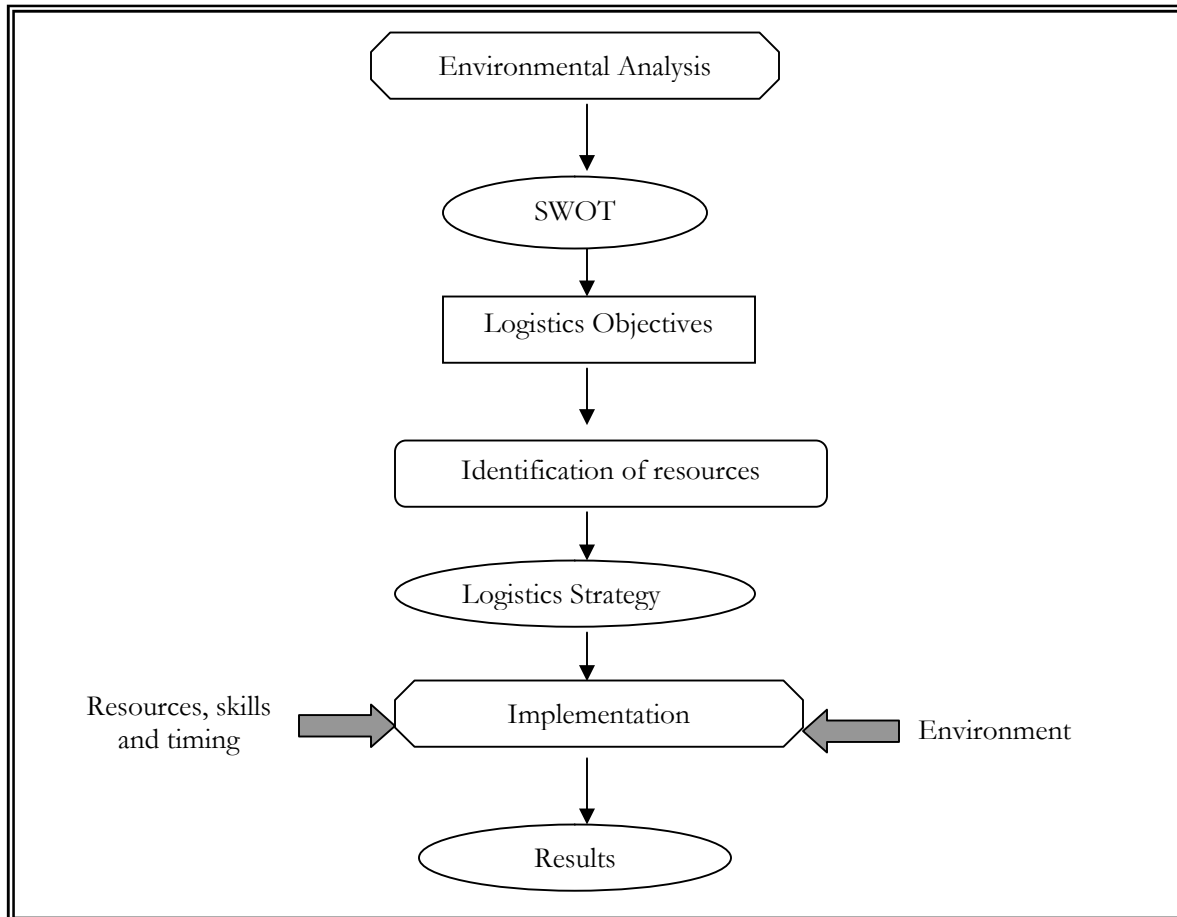 Environmental Analysis
SWOT
Logistics Objectives
Identification of resources
Logistics Strategy
Resources, skills
and timing
Implementation
Environment
Results